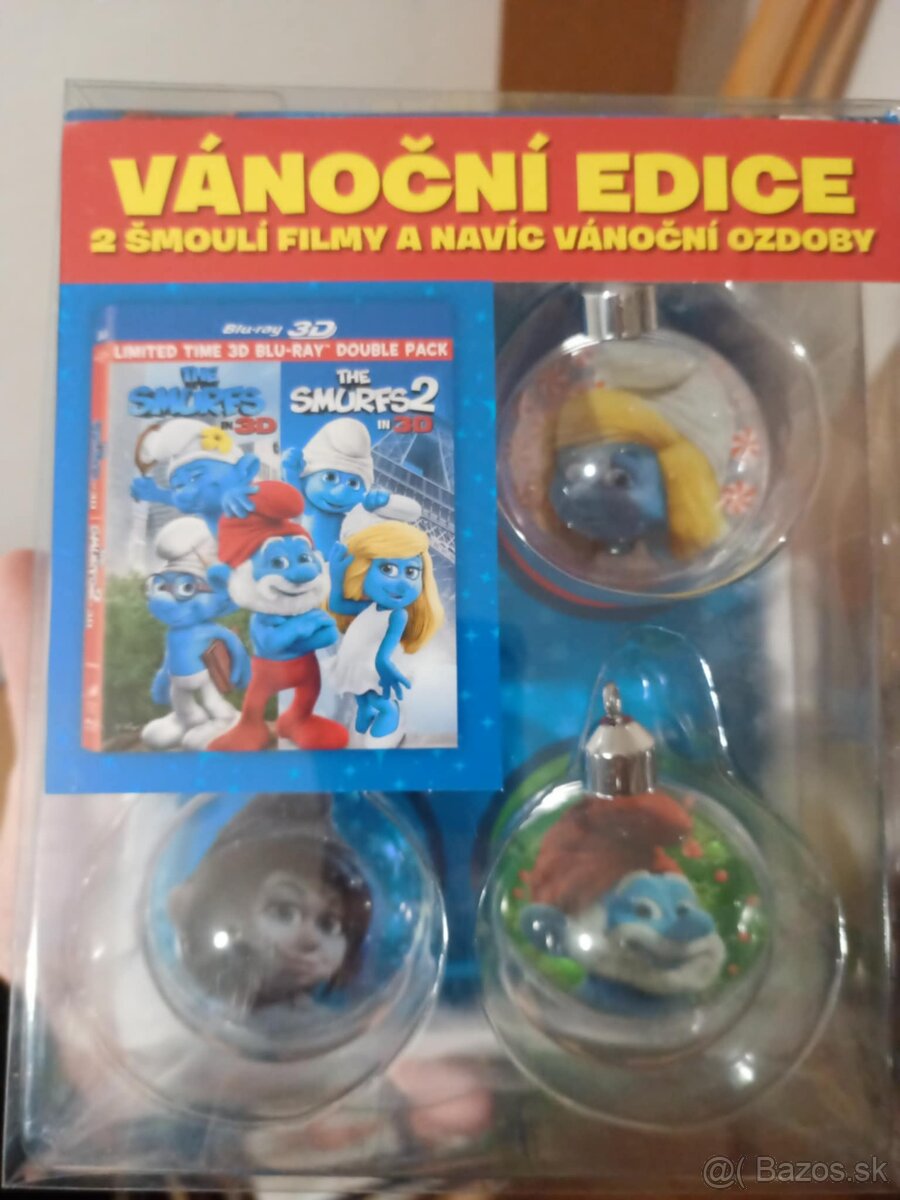 VÁNOČNÍ EDICE
2 ŠMOULÍ FILMY A NAVÍC VÁNOČNÍ OZDOBY
Blu-ray 3D
LIMITED TIME 3D BLU-RAY™ DOUBLE PACK
THE SMURFS IN 3D
THE SMURFS 2 IN 3D
@( Bazos.sk